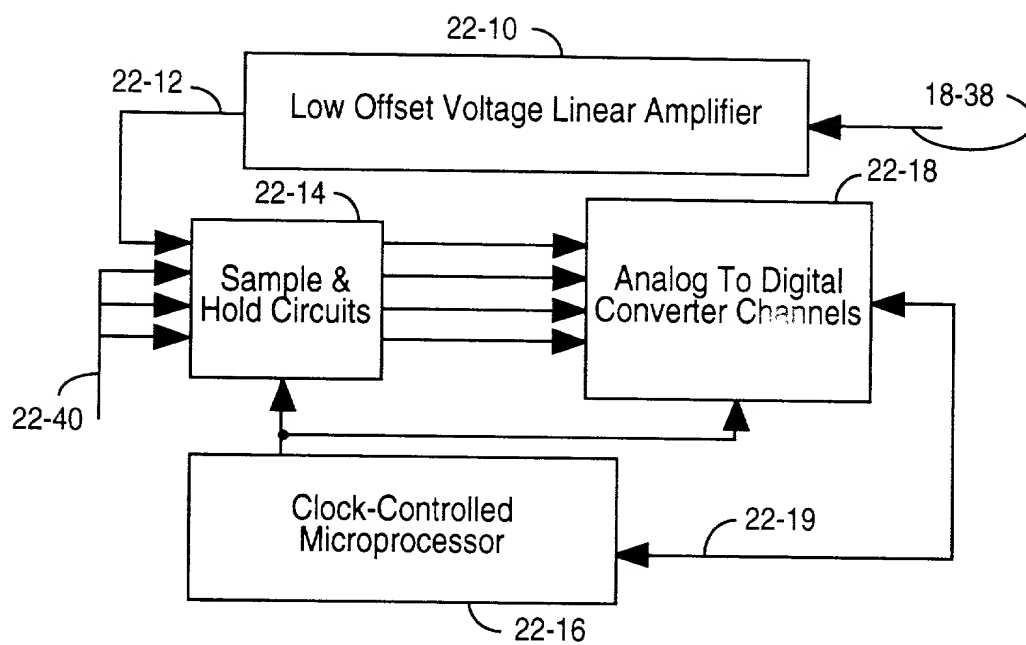 22-10
22-12
Low Offset Voltage Linear Amplifier
18-38
22-14
22-18
Sample &
Hold Circuits
Analog To Digital
Converter Channels
22-40
Clock-Controlled
Microprocessor
22-19
22-16